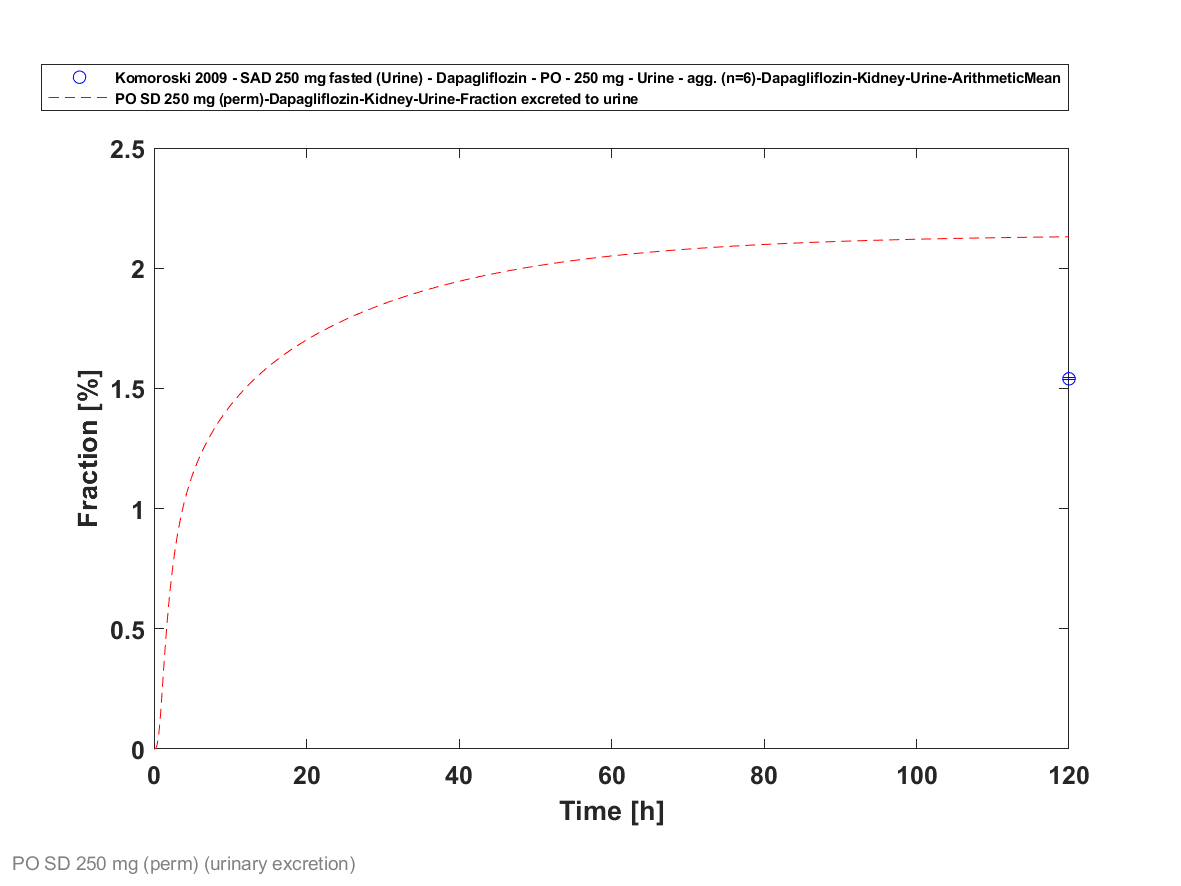 Komoroski 2009 - SAD 250 mg fasted (Urine) - Dapagliflozin - PO - 250 mg - Urine - agg. (n=6)-Dapagliflozin-Kidney-Urine-ArithmeticMean
PO SD 250 mg (perm)-Dapagliflozin-Kidney-Urine-Fraction excreted to urine
2.5
2
1.5
1
0.5
0
Fraction [%]
0 20 40 60 80 100 120
Time [h]
PO SD 250 mg (perm) (urinary excretion)